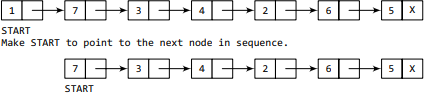 1 7 3 4 2 6 5 X
START
Make START to point to the next node in sequence.
7 3 4 2 6 5 X
START